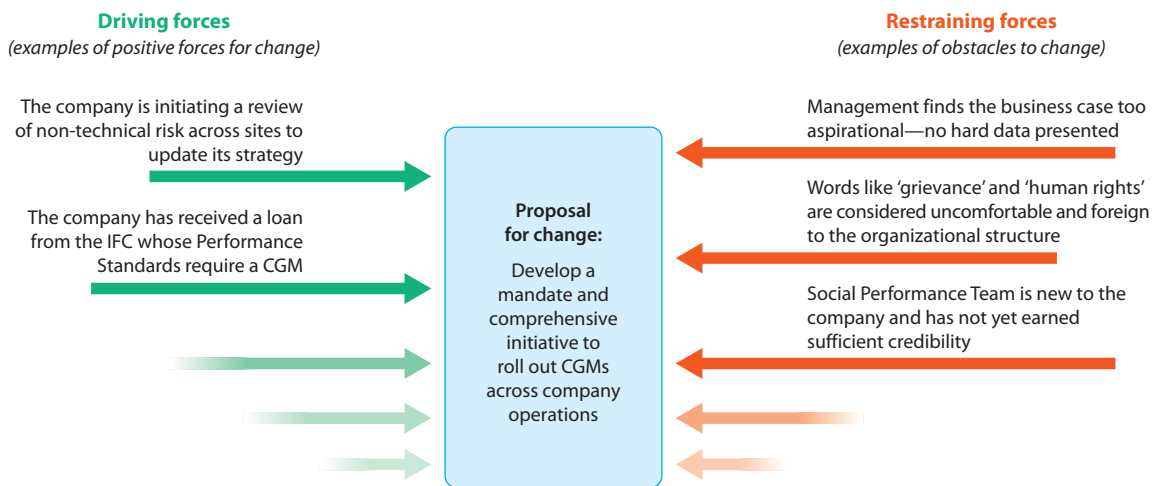 Driving forces
(examples of positive forces for change)
The company is initiating a review
of non-technical risk across sites to
update its strategy
The company has received a loan
from the IFC whose Performance
Standards require a CGM
Proposal
for change:
Develop a
mandate and
comprehensive
initiative to
roll out CGMs
across company
operations
Restraining forces
(examples of obstacles to change)
Management finds the business case too
aspirational—no hard data presented
Words like ‘grievance’ and ‘human rights’
are considered uncomfortable and foreign
to the organizational structure
Social Performance Team is new to the
company and has not yet earned
sufficient credibility